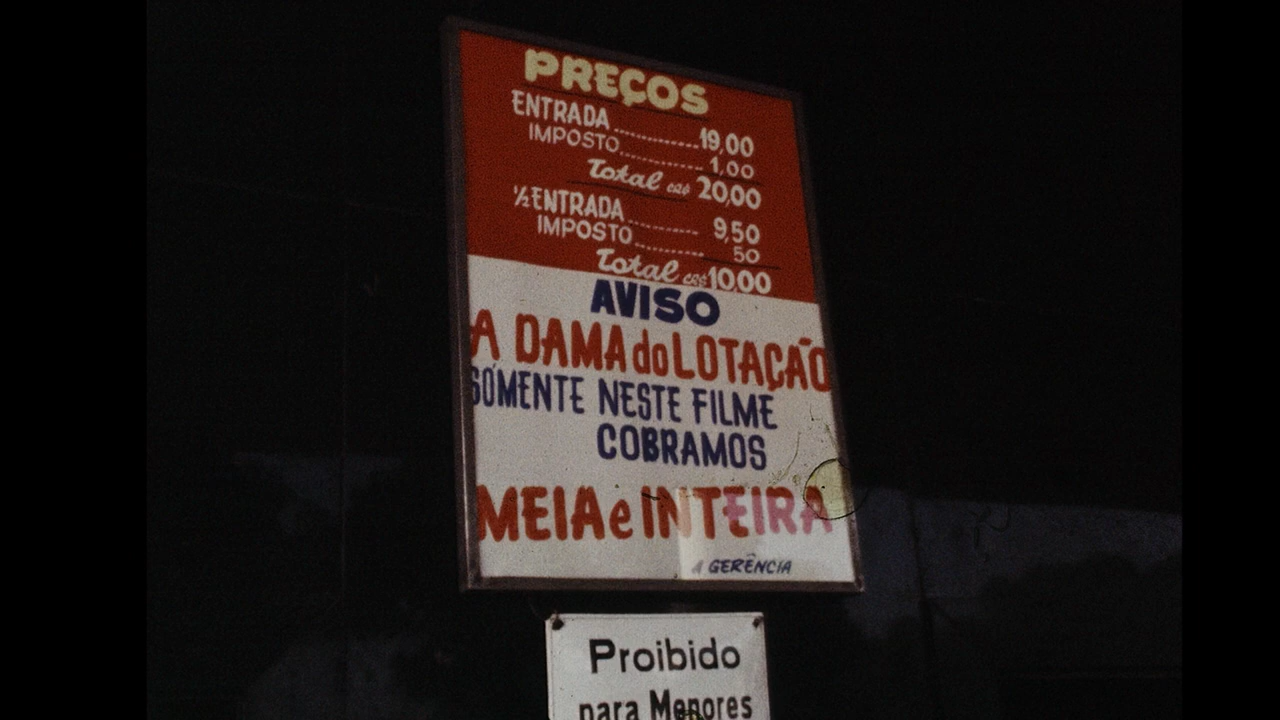 PREÇOS
ENTRADA..........19,00
IMPOSTO..........1,00
Total cr$ 20,00
½ ENTRADA.......... 9,50
IMPOSTO.......... 50
Total cr$ 10,00
AVISO
A DAMA do LOTAÇÃO
SÓMENTE NESTE FILME
COBRAMOS
MEIA e INTEIRA
A GERÊNCIA
Proibido
para Menores